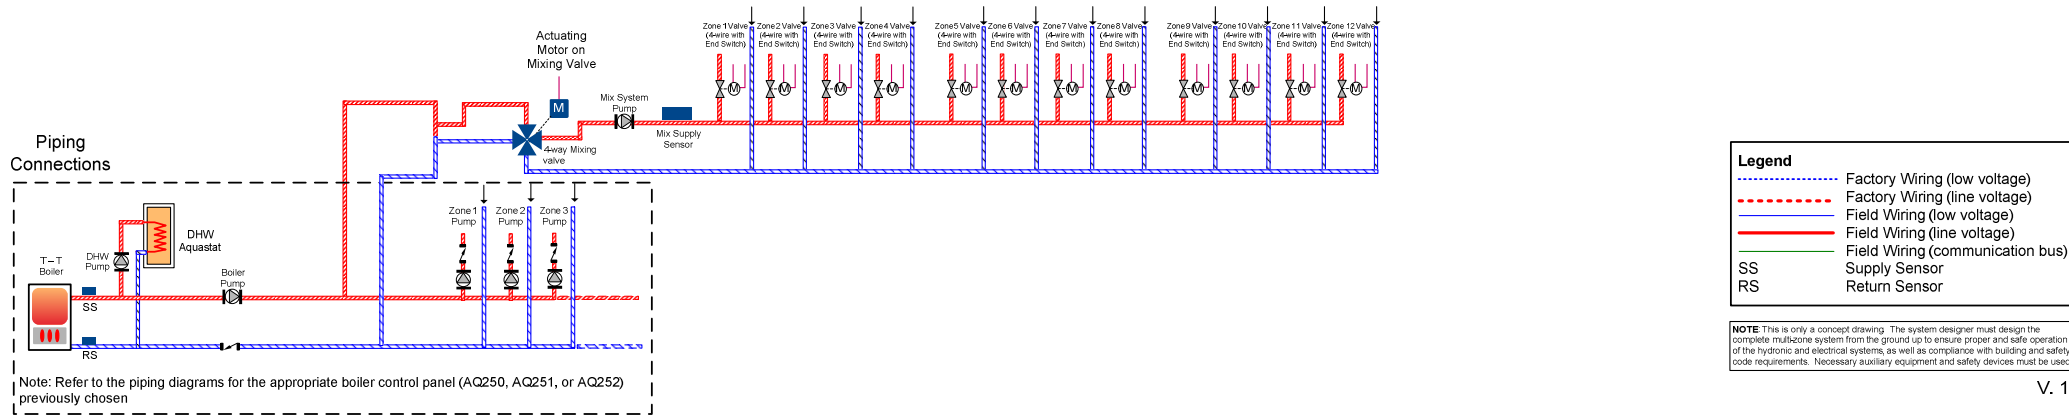 Zone 1 Valve
(4-wire with
End Switch)
Zone 2 Valve
(4-wire with
End Switch)
Zone 3 Valve
(4-wire with
End Switch)
Zone 4 Valve
(4-wire with
End Switch)
Zone5 Valve
(4-wire with
End Switch)
Zone 6 Valve
(4-wire with
End Switch)
Zone 7 Valve
(4-wire with
End Switch)
Zone 8 Valve
(4-wire with
End Switch)
Zone 9 Valve
(4-wire with
End Switch)
Zone 10 Valve
(4-wire with
End Switch)
Zone 11 Valve
(4-wire with
End Switch)
Zone 12 Valve
(4-wire with
End Switch)
Actuating
Motor on
Mixing Valve
M
M
M
M
M
M
M
M
M
M
M
M
M
Mix System
Pump
Mix Supply
Sensor
4-way Mixing
valve
Piping
Connections
Zone 1
Pump
Zone 2
Pump
Zone 3
Pump
DHW
Aquastat
DHW
Pump
T-T
Boiler
Boiler
Pump
SS
RS
Note: Refer to the piping diagrams for the appropriate boiler control panel (AQ250, AQ251, or AQ252)
previously chosen
Legend
Factory Wiring (low voltage)
Factory Wiring (line voltage)
Field Wiring (low voltage)
Field Wiring (line voltage)
Field Wiring (communication bus)
SS Supply Sensor
RS Return Sensor
NOTE: This is only a concept drawing. The system designer must design the
complete multi-zone system from the ground up to ensure proper and safe operation
of the hydronic and electrical systems, as well as compliance with building and safety
code requirements. Necessary auxiliary equipment and safety devices must be used
V. 1